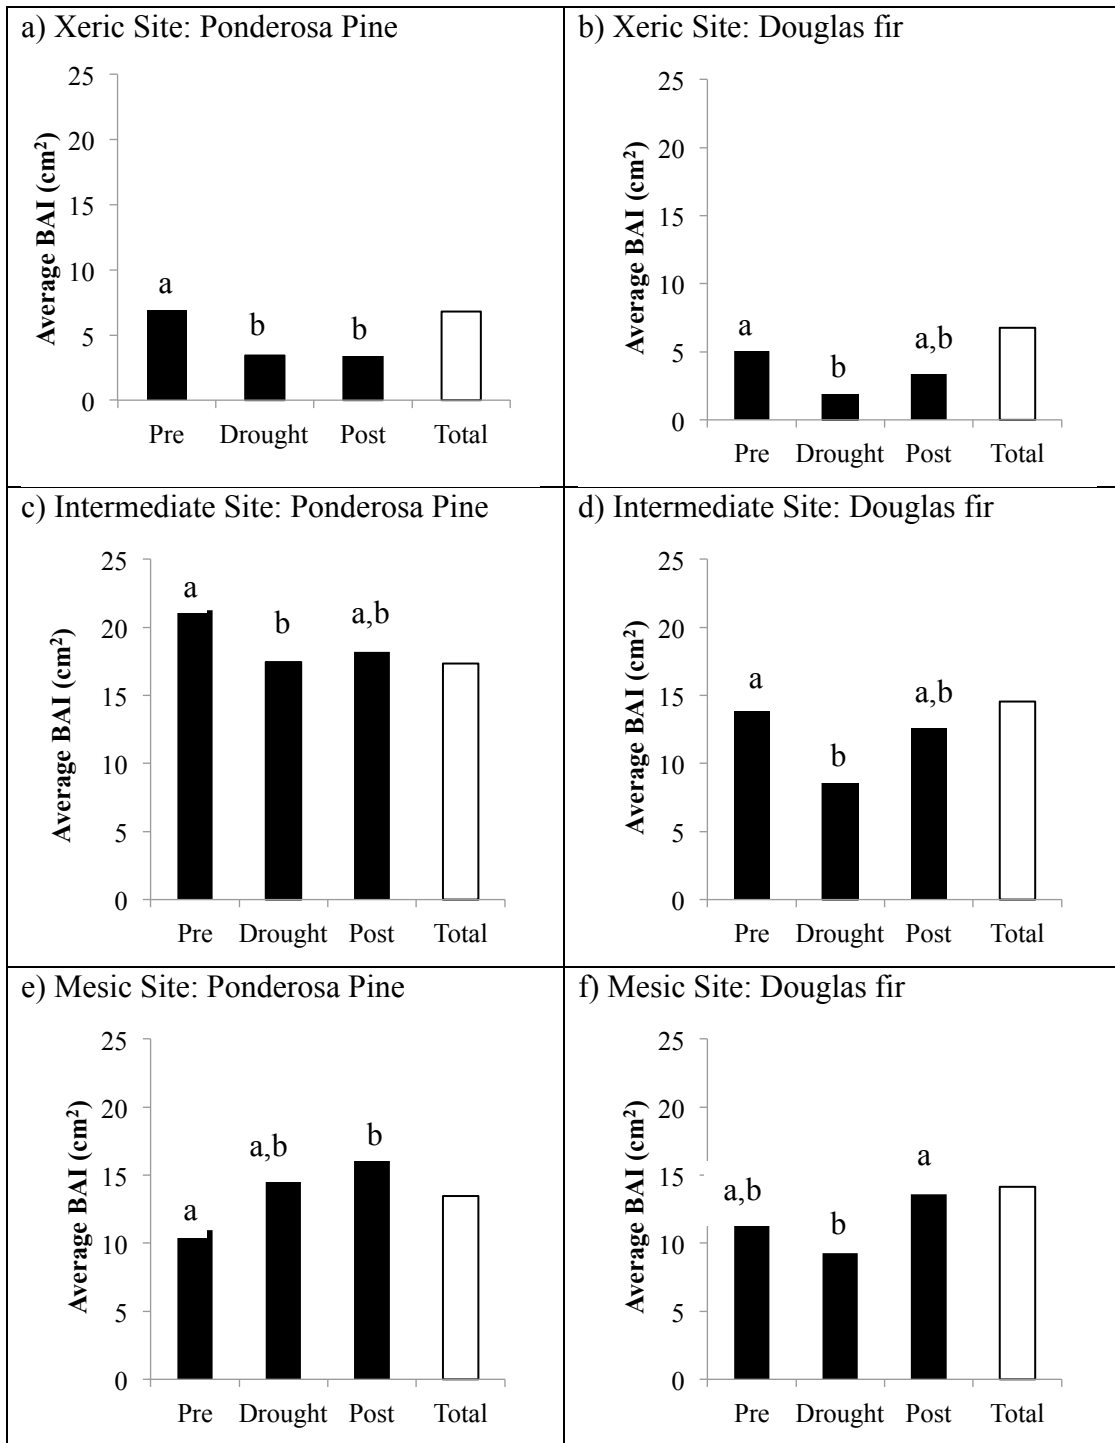 a) Xeric Site: Ponderosa Pine
Average BAI (cm²)
25
20
15
10
5
0
a
b
b
Pre Drought Post Total
b) Xeric Site: Douglas fir
Average BAI (cm²)
25
20
15
10
5
0
a
b
a,b
Pre Drought Post Total
c) Intermediate Site: Ponderosa Pine
Average BAI (cm²)
25
20
15
10
5
0
a
b
a,b
Pre Drought Post Total
d) Intermediate Site: Douglas fir
Average BAI (cm²)
25
20
15
10
5
0
a
b
a,b
Pre Drought Post Total
e) Mesic Site: Ponderosa Pine
Average BAI (cm²)
25
20
15
10
5
0
a
a,b
b
Pre Drought Post Total
f) Mesic Site: Douglas fir
Average BAI (cm²)
25
20
15
10
5
0
a,b
b
a
Pre Drought Post Total